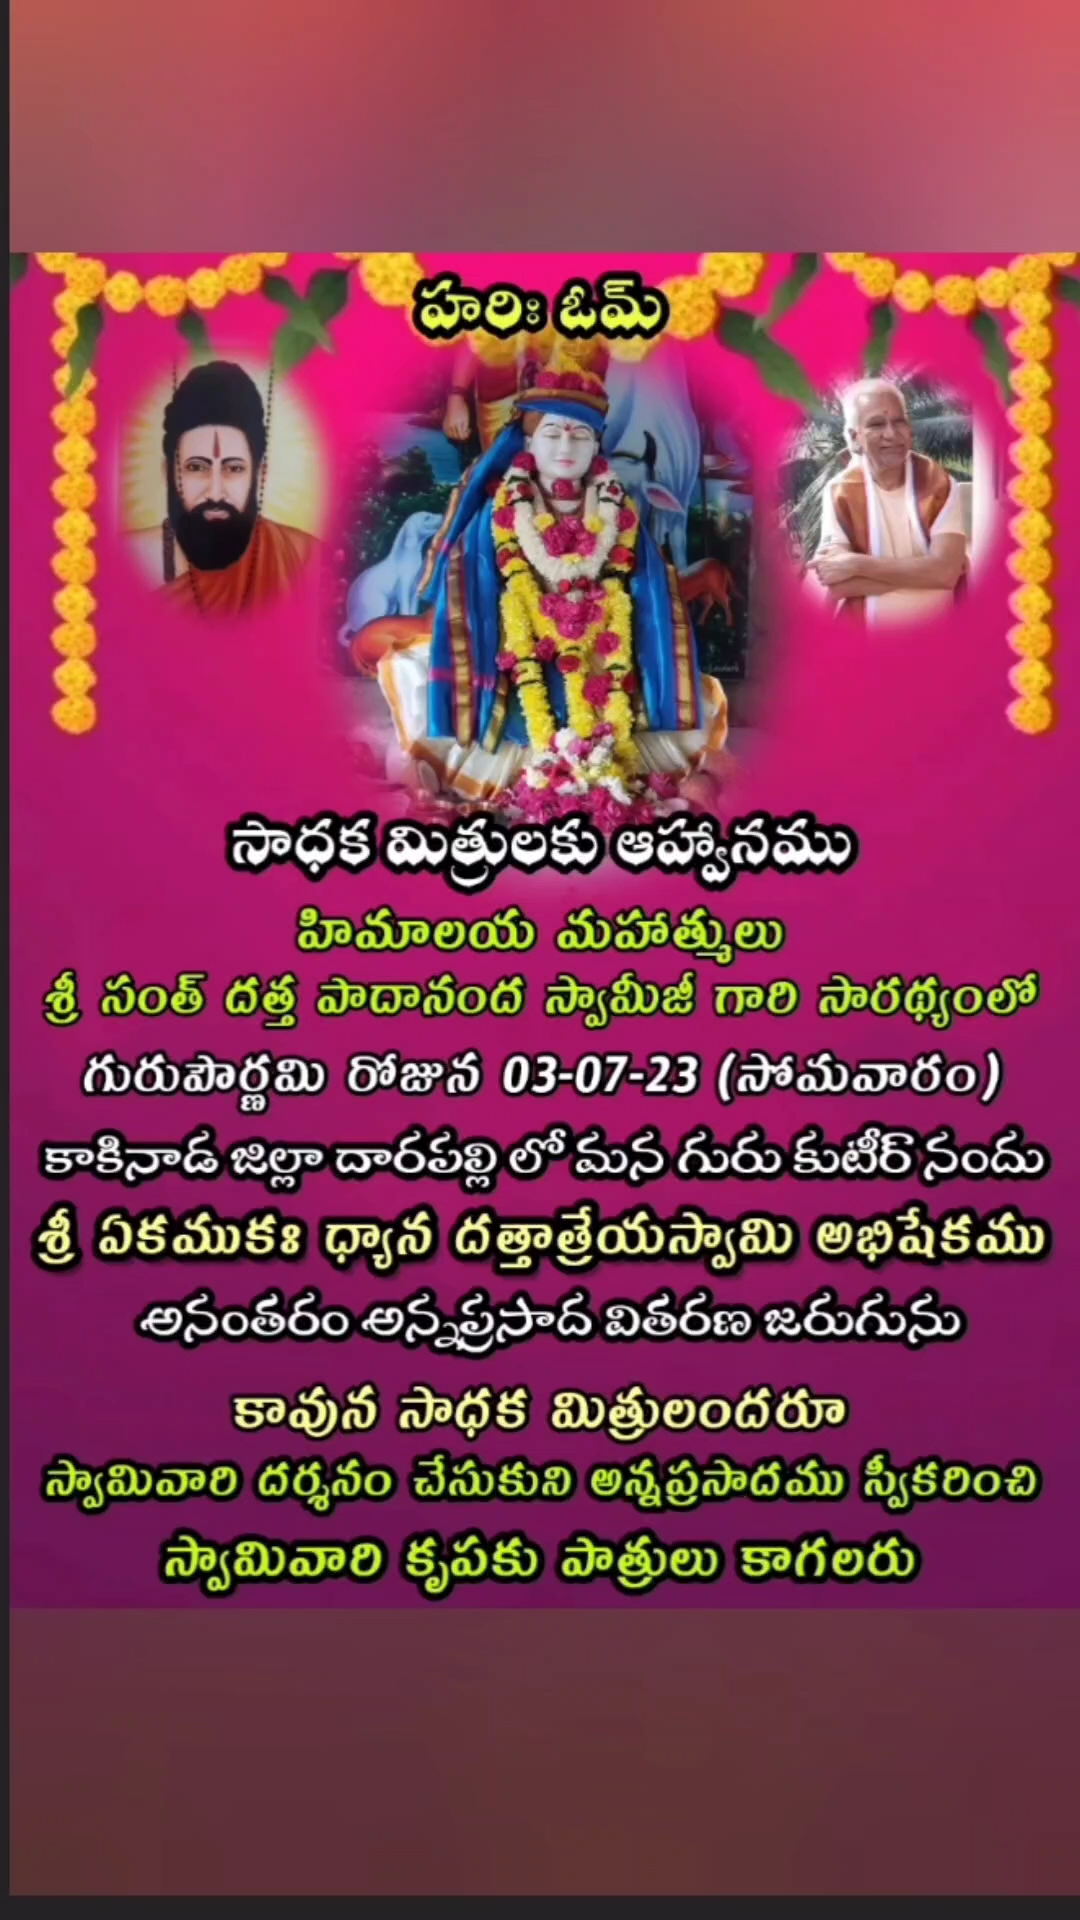 హరిః ఓమ్
సాధక మిత్రులకు ఆహ్వానము
హిమాలయ మహాత్ములు
శ్రీ సంత్ దత్త పాదానంద స్వామీజీ గారి సారథ్యంలో
గురుపౌర్ణమి రోజున 03-07-23 (సోమవారం)
కాకినాడ జిల్లా దారపల్లి లో మన గురు కుటీర్ నందు
శ్రీ ఏకముకః ధ్యాన దత్తాత్రేయస్వామి అభిషేకము
అనంతరం అన్నప్రసాద వితరణ జరుగును
కావున సాధక మిత్రులందరూ
స్వామివారి దర్శనం చేసుకుని అన్నప్రసాదము స్వీకరించి
స్వామివారి కృపకు పాత్రులు కాగలరు